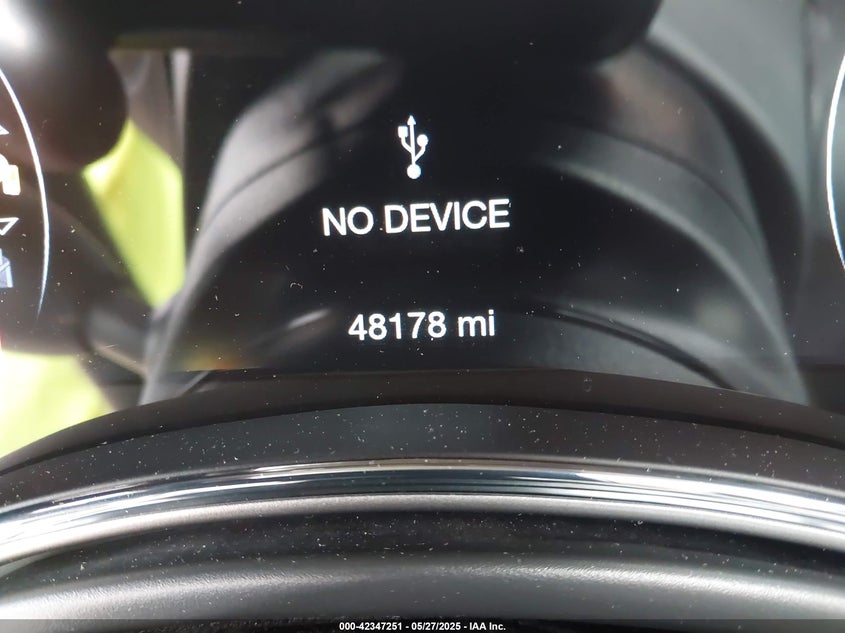 NO DEVICE
48178 mi
000-42347251 - 05/27/2025 - IAA Inc.